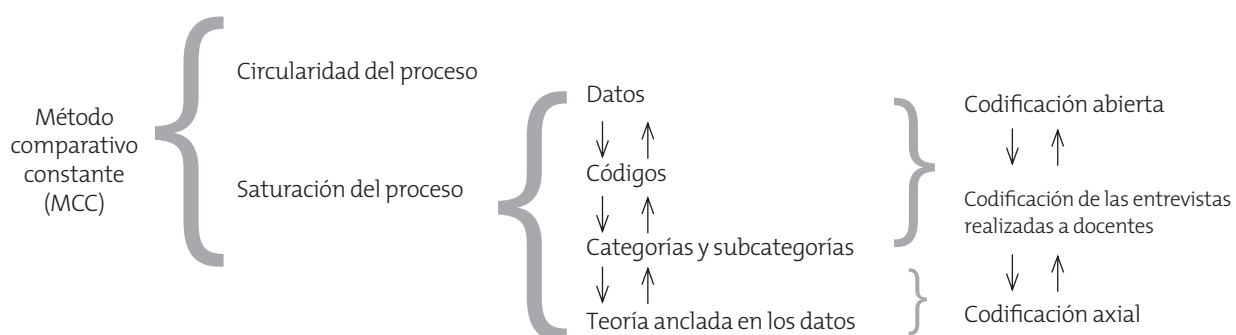 Método
comparativo
constante
(MCC)
Circularidad del proceso
Saturación del proceso
Datos
Códigos
Categorías y subcategorías
Teoría anclada en los datos
Codificación abierta
Codificación de las entrevistas
realizadas a docentes
Codificación axial